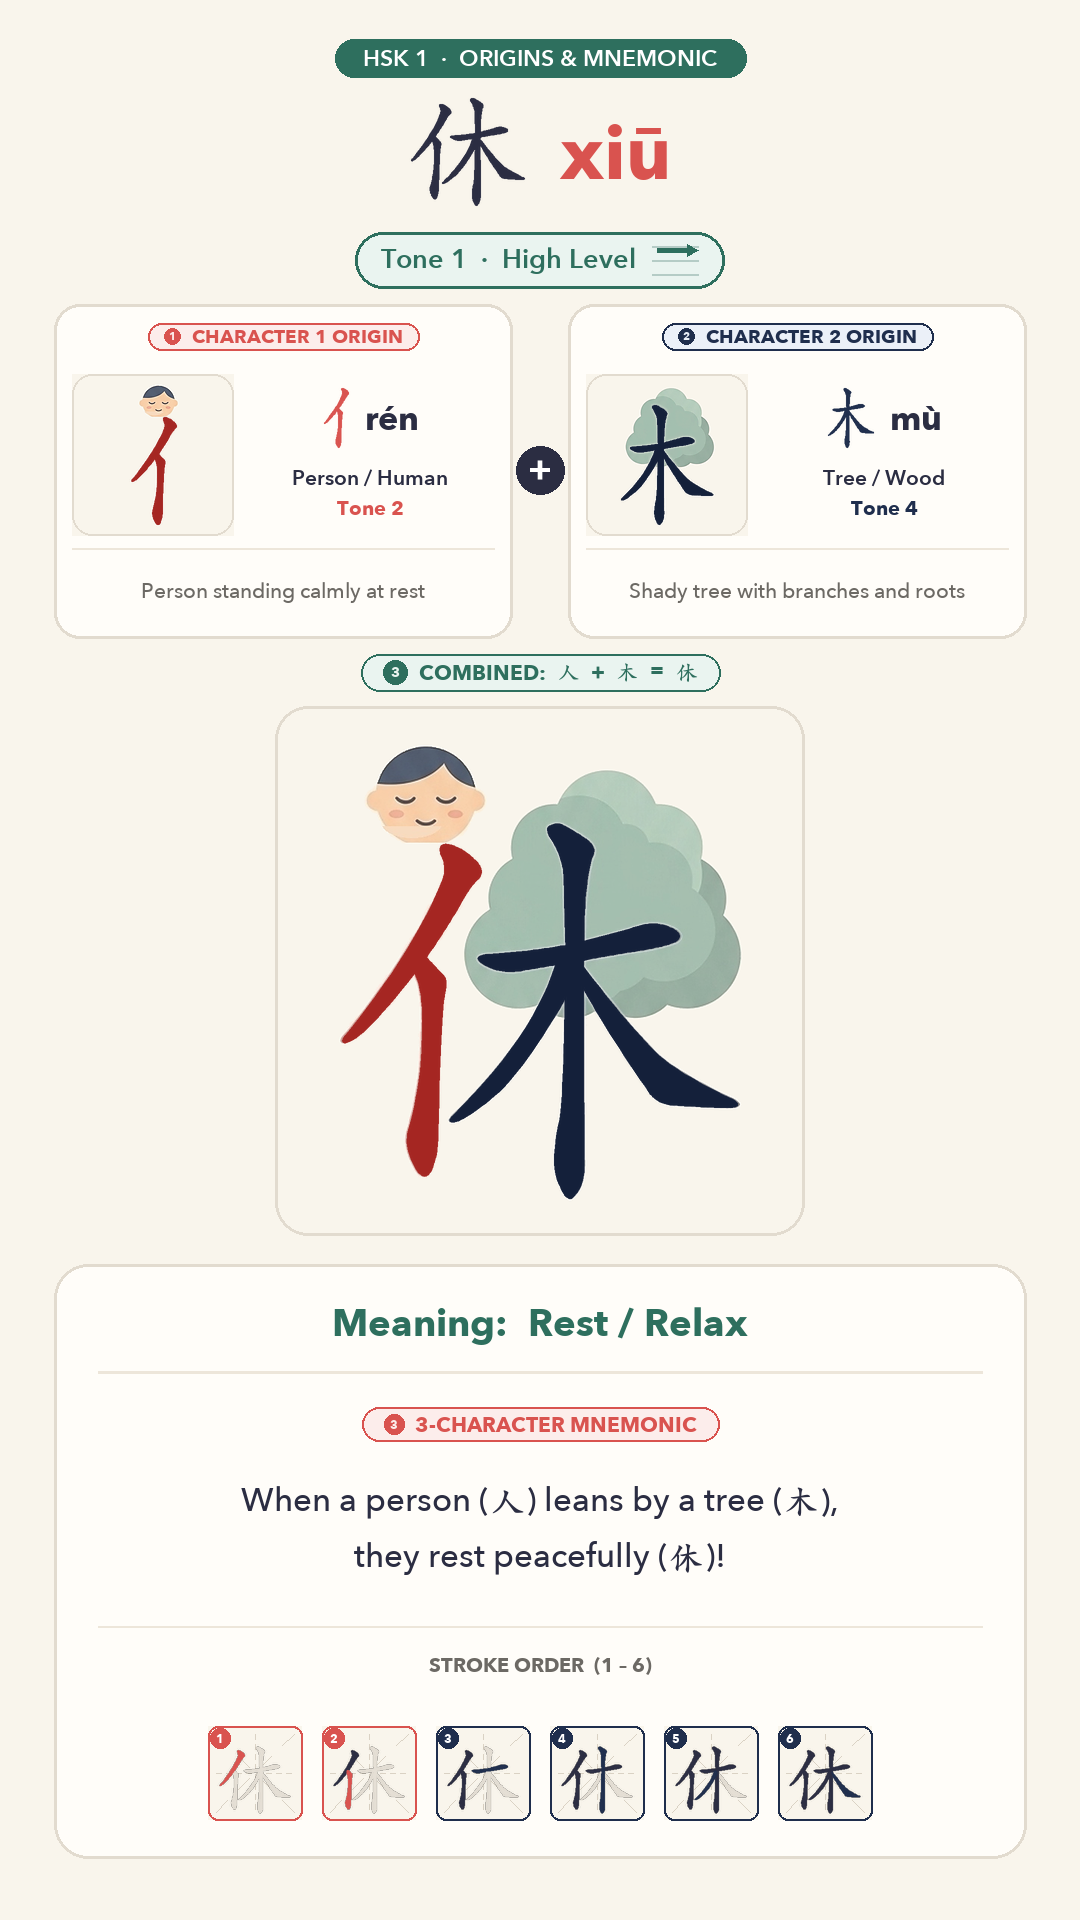 HSK 1 · ORIGINS & MNEMONIC
休 xiū
Tone 1 · High Level
1 CHARACTER 1 ORIGIN
亻 rén
Person / Human
Tone 2
Person standing calmly at rest
+
2 CHARACTER 2 ORIGIN
木 mù
Tree / Wood
Tone 4
Shady tree with branches and roots
3 COMBINED: 人 + 木 = 休
休
Meaning: Rest / Relax
3 3-CHARACTER MNEMONIC
When a person (人) leans by a tree (木),
they rest peacefully (休)!
STROKE ORDER (1 – 6)
1 2 3 4 5 6